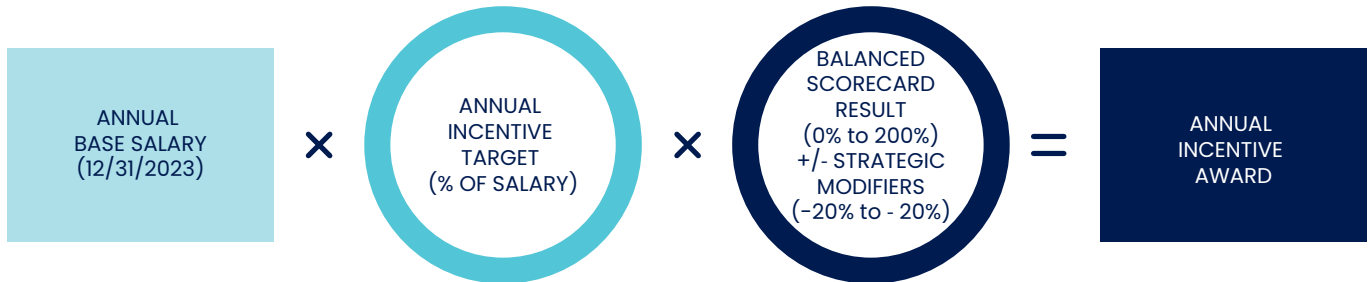 ANNUAL
BASE SALARY
(12/31/2023)
×
ANNUAL
INCENTIVE
TARGET
(% OF SALARY)
×
BALANCED
SCORECARD
RESULT
(0% to 200%)
+/- STRATEGIC
MODIFIERS
(-20% to - 20%)
=
ANNUAL
INCENTIVE
AWARD